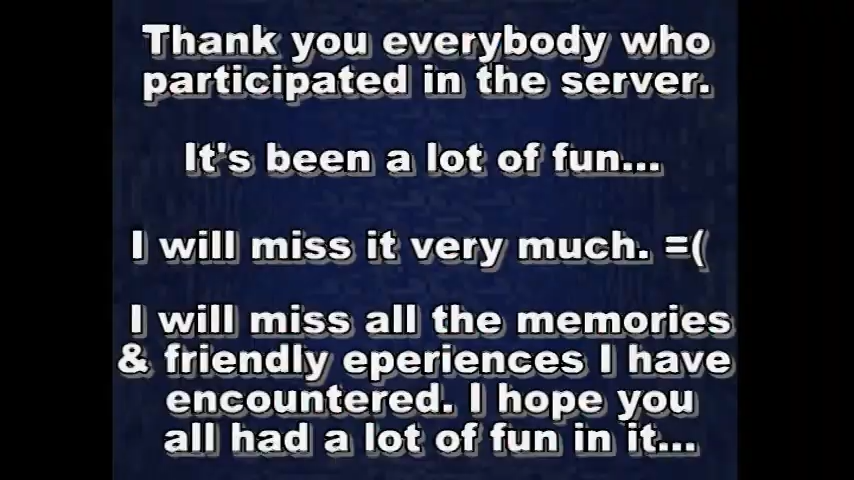 Thank you everybody who
participated in the server.
It's been a lot of fun...
I will miss it very much. =(
I will miss all the memories
& friendly eperiences I have
encountered. I hope you
all had a lot of fun in it...